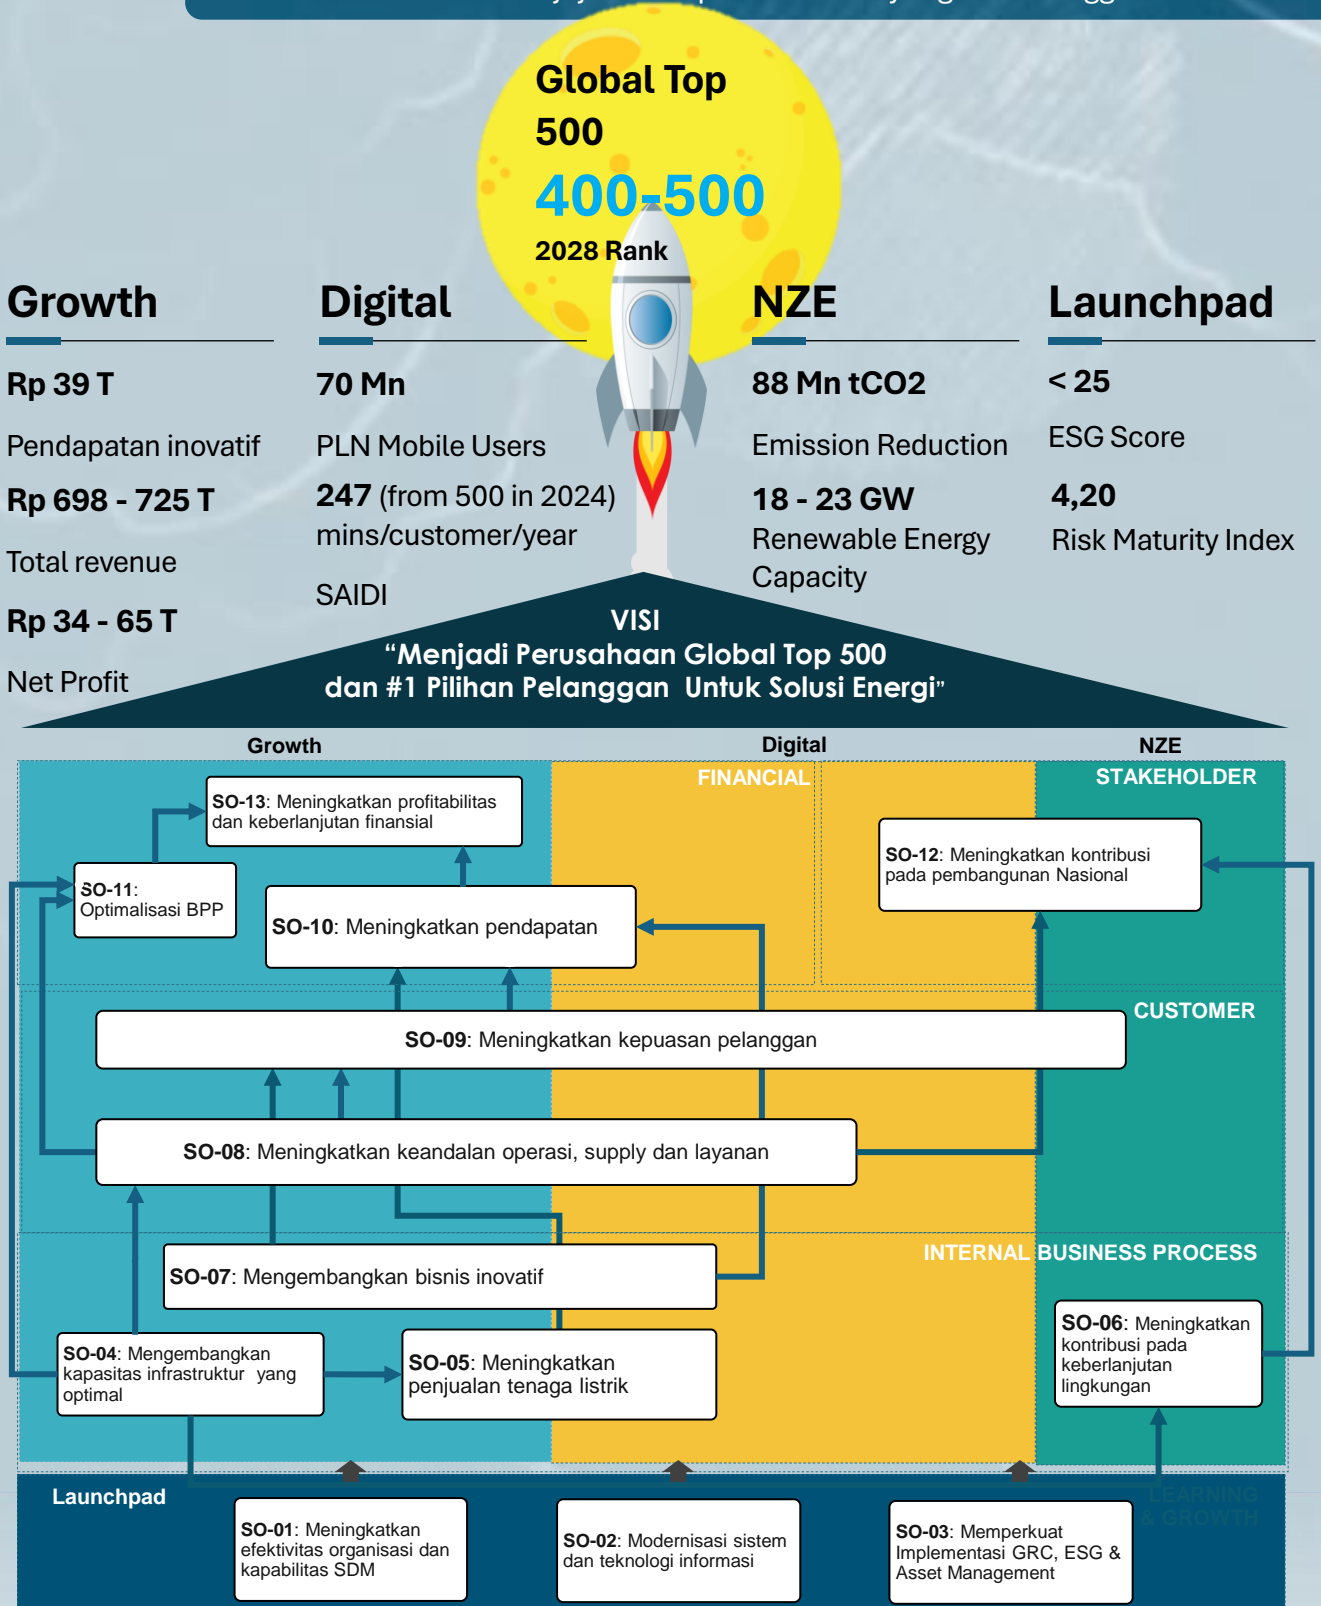 Global Top
500
400-500
2028 Rank
Growth
Rp 39 T
Pendapatan inovatif
Rp 698 - 725 T
Total revenue
Rp 34 - 65 T
Net Profit
Digital
70 Mn
PLN Mobile Users
247 (from 500 in 2024)
mins/customer/year
SAIDI
NZE
88 Mn tCO2
Emission Reduction
18 - 23 GW
Renewable Energy
Capacity
Launchpad
< 25
ESG Score
4,20
Risk Maturity Index
VISI
“Menjadi Perusahaan Global Top 500
dan #1 Pilihan Pelanggan Untuk Solusi Energi”
Growth
Digital
NZE
FINANCIAL
STAKEHOLDER
SO-13: Meningkatkan profitabilitas
dan keberlanjutan finansial
SO-12: Meningkatkan kontribusi
pada pembangunan Nasional
SO-11:
Optimalisasi BPP
SO-10: Meningkatkan pendapatan
CUSTOMER
SO-09: Meningkatkan kepuasan pelanggan
SO-08: Meningkatkan keandalan operasi, supply dan layanan
INTERNAL BUSINESS PROCESS
SO-07: Mengembangkan bisnis inovatif
SO-06: Meningkatkan
kontribusi pada
keberlanjutan
lingkungan
SO-04: Mengembangkan
kapasitas infrastruktur yang
optimal
SO-05: Meningkatkan
penjualan tenaga listrik
Launchpad
LEARNING
& GROWTH
SO-01: Meningkatkan
efektivitas organisasi dan
kapabilitas SDM
SO-02: Modernisasi sistem
dan teknologi informasi
SO-03: Memperkuat
Implementasi GRC, ESG &
Asset Management